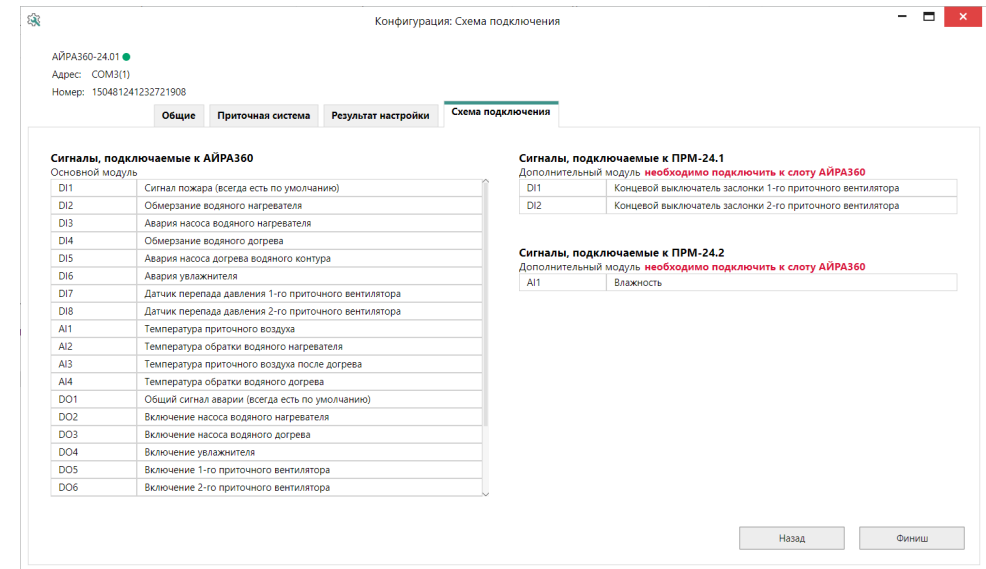 Конфигурация: Схема подключения
АЙРА360-24.01
Адрес: COM3(1)
Номер: 150481241232721908
Общие Приточная система Результат настройки Схема подключения
Сигналы, подключаемые к АЙРА360
Основной модуль
DI1 Сигнал пожара (всегда есть по умолчанию)
DI2 Обмерзание водяного нагревателя
DI3 Авария насоса водяного нагревателя
DI4 Обмерзание водяного догрева
DI5 Авария насоса догрева водяного контура
DI6 Авария увлажнителя
DI7 Датчик перепада давления 1-го приточного вентилятора
DI8 Датчик перепада давления 2-го приточного вентилятора
AI1 Температура приточного воздуха
AI2 Температура обратки водяного нагревателя
AI3 Температура приточного воздуха после догрева
AI4 Температура обратки водяного догрева
DO1 Общий сигнал аварии (всегда есть по умолчанию)
DO2 Включение насоса водяного нагревателя
DO3 Включение насоса водяного догрева
DO4 Включение увлажнителя
DO5 Включение 1-го приточного вентилятора
DO6 Включение 2-го приточного вентилятора
Сигналы, подключаемые к ПРМ-24.1
Дополнительный модуль необходимо подключить к слоту АЙРА360
DI1 Концевой выключатель заслонки 1-го приточного вентилятора
DI2 Концевой выключатель заслонки 2-го приточного вентилятора
Сигналы, подключаемые к ПРМ-24.2
Дополнительный модуль необходимо подключить к слоту АЙРА360
AI1 Влажность
Назад Финиш